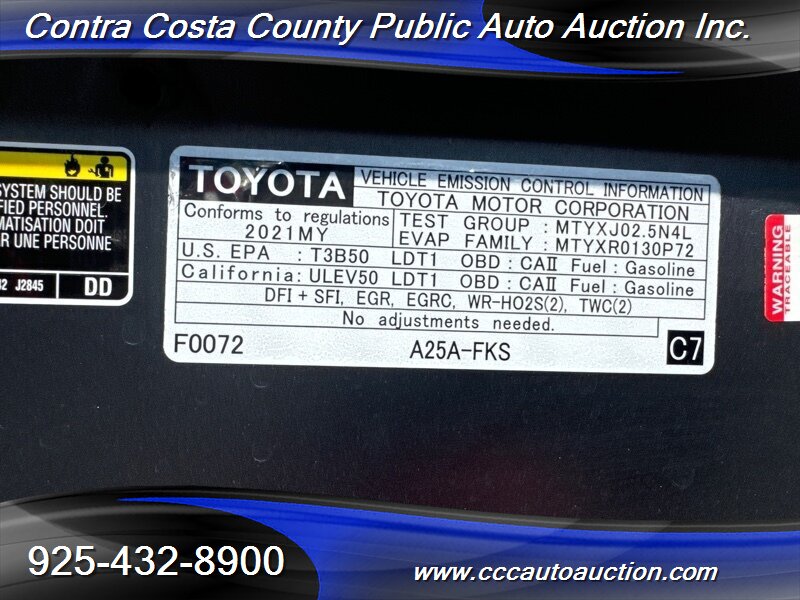 Contra Costa County Public Auto Auction Inc.
SYSTEM SHOULD BE
FIED PERSONNEL.
MATISATION DOIT
R UNE PERSONNE
J2845 DD
TOYOTA
VEHICLE EMISSION CONTROL INFORMATION
TOYOTA MOTOR CORPORATION
Conforms to regulations
2021MY
TEST GROUP : MTYXJ02.5N4L
EVAP FAMILY : MTYXR0130P72
U.S. EPA : T3B50 LDT1 OBD : CAII Fuel : Gasoline
California: ULEV50 LDT1 OBD : CAII Fuel : Gasoline
DFI + SFI, EGR, EGRC, WR-HO2S(2), TWC(2)
No adjustments needed.
F0072 A25A-FKS C7
WARNING
TRACEABLE
925-432-8900
www.cccautoauction.com